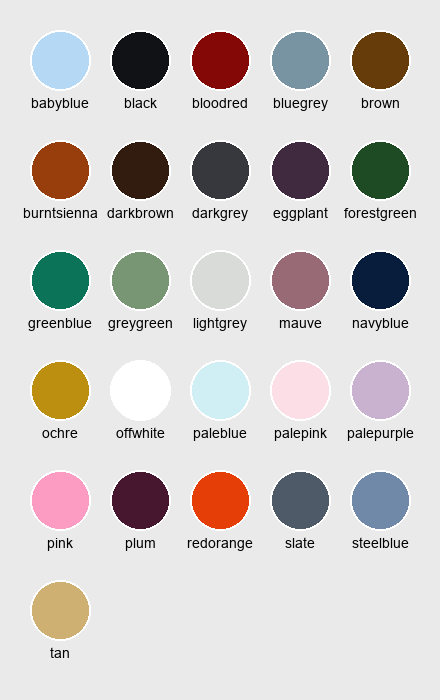 babyblue black bloodred bluegrey brown
burntsienna darkbrown darkgrey eggplant forestgreen
greenblue greygreen lightgrey mauve navyblue
ochre offwhite paleblue palepink palepurple
pink plum redorange slate steelblue
tan